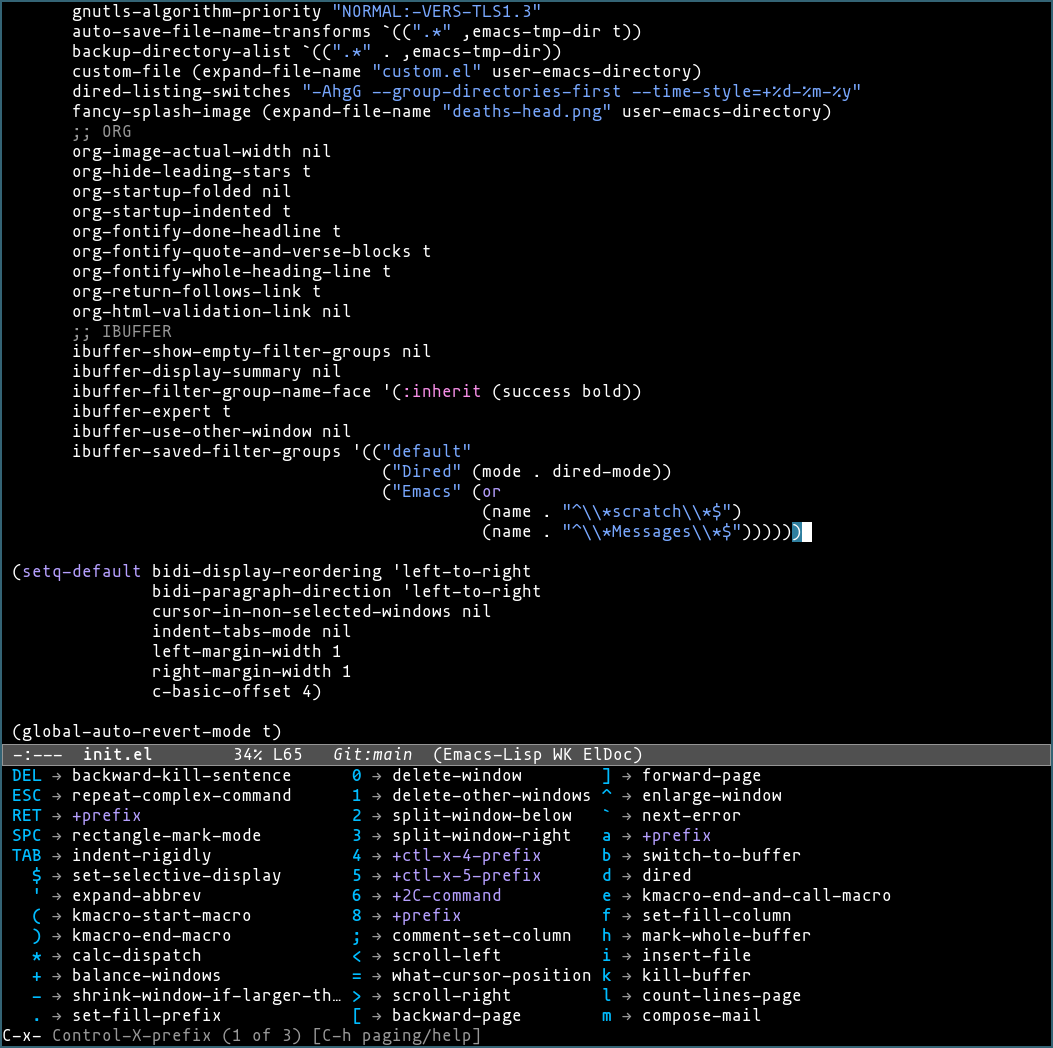 gnutls-algorithm-priority "NORMAL:-VERS-TLS1.3"
auto-save-file-name-transforms `((".*" ,emacs-tmp-dir t))
backup-directory-alist `((".*" . ,emacs-tmp-dir))
custom-file (expand-file-name "custom.el" user-emacs-directory)
dired-listing-switches "-AhgG --group-directories-first --time-style=+%d-%m-%y"
fancy-splash-image (expand-file-name "deaths-head.png" user-emacs-directory)
;; ORG
org-image-actual-width nil
org-hide-leading-stars t
org-startup-folded nil
org-startup-indented t
org-fontify-done-headline t
org-fontify-quote-and-verse-blocks t
org-fontify-whole-heading-line t
org-return-follows-link t
org-html-validation-link nil
;; IBUFFER
ibuffer-show-empty-filter-groups nil
ibuffer-display-summary nil
ibuffer-filter-group-name-face '(:inherit (success bold))
ibuffer-expert t
ibuffer-use-other-window nil
ibuffer-saved-filter-groups '(("default"
("Dired" (mode . dired-mode))
("Emacs" (or
(name . "^\\*scratch\\*$")
(name . "^\\*Messages\\*$"))))))
(setq-default bidi-display-reordering 'left-to-right
bidi-paragraph-direction 'left-to-right
cursor-in-non-selected-windows nil
indent-tabs-mode nil
left-margin-width 1
right-margin-width 1
c-basic-offset 4)
(global-auto-revert-mode t)
-:--- init.el 34% L65 Git:main (Emacs-Lisp WK ElDoc)
DEL → backward-kill-sentence 0 → delete-window ] → forward-page
ESC → repeat-complex-command 1 → delete-other-windows ^ → enlarge-window
RET → +prefix 2 → split-window-below ` → next-error
SPC → rectangle-mark-mode 3 → split-window-right a → +prefix
TAB → indent-rigidly 4 → +ctl-x-4-prefix b → switch-to-buffer
$ → set-selective-display 5 → +ctl-x-5-prefix d → dired
' → expand-abbrev 6 → +2C-command e → kmacro-end-and-call-macro
( → kmacro-start-macro 8 → +prefix f → set-fill-column
) → kmacro-end-macro ; → comment-set-column h → mark-whole-buffer
* → calc-dispatch < → scroll-left i → insert-file
+ → balance-windows = → what-cursor-position k → kill-buffer
- → shrink-window-if-larger-th… > → scroll-right l → count-lines-page
. → set-fill-prefix [ → backward-page m → compose-mail
C-x- Control-X-prefix (1 of 3) [C-h paging/help]